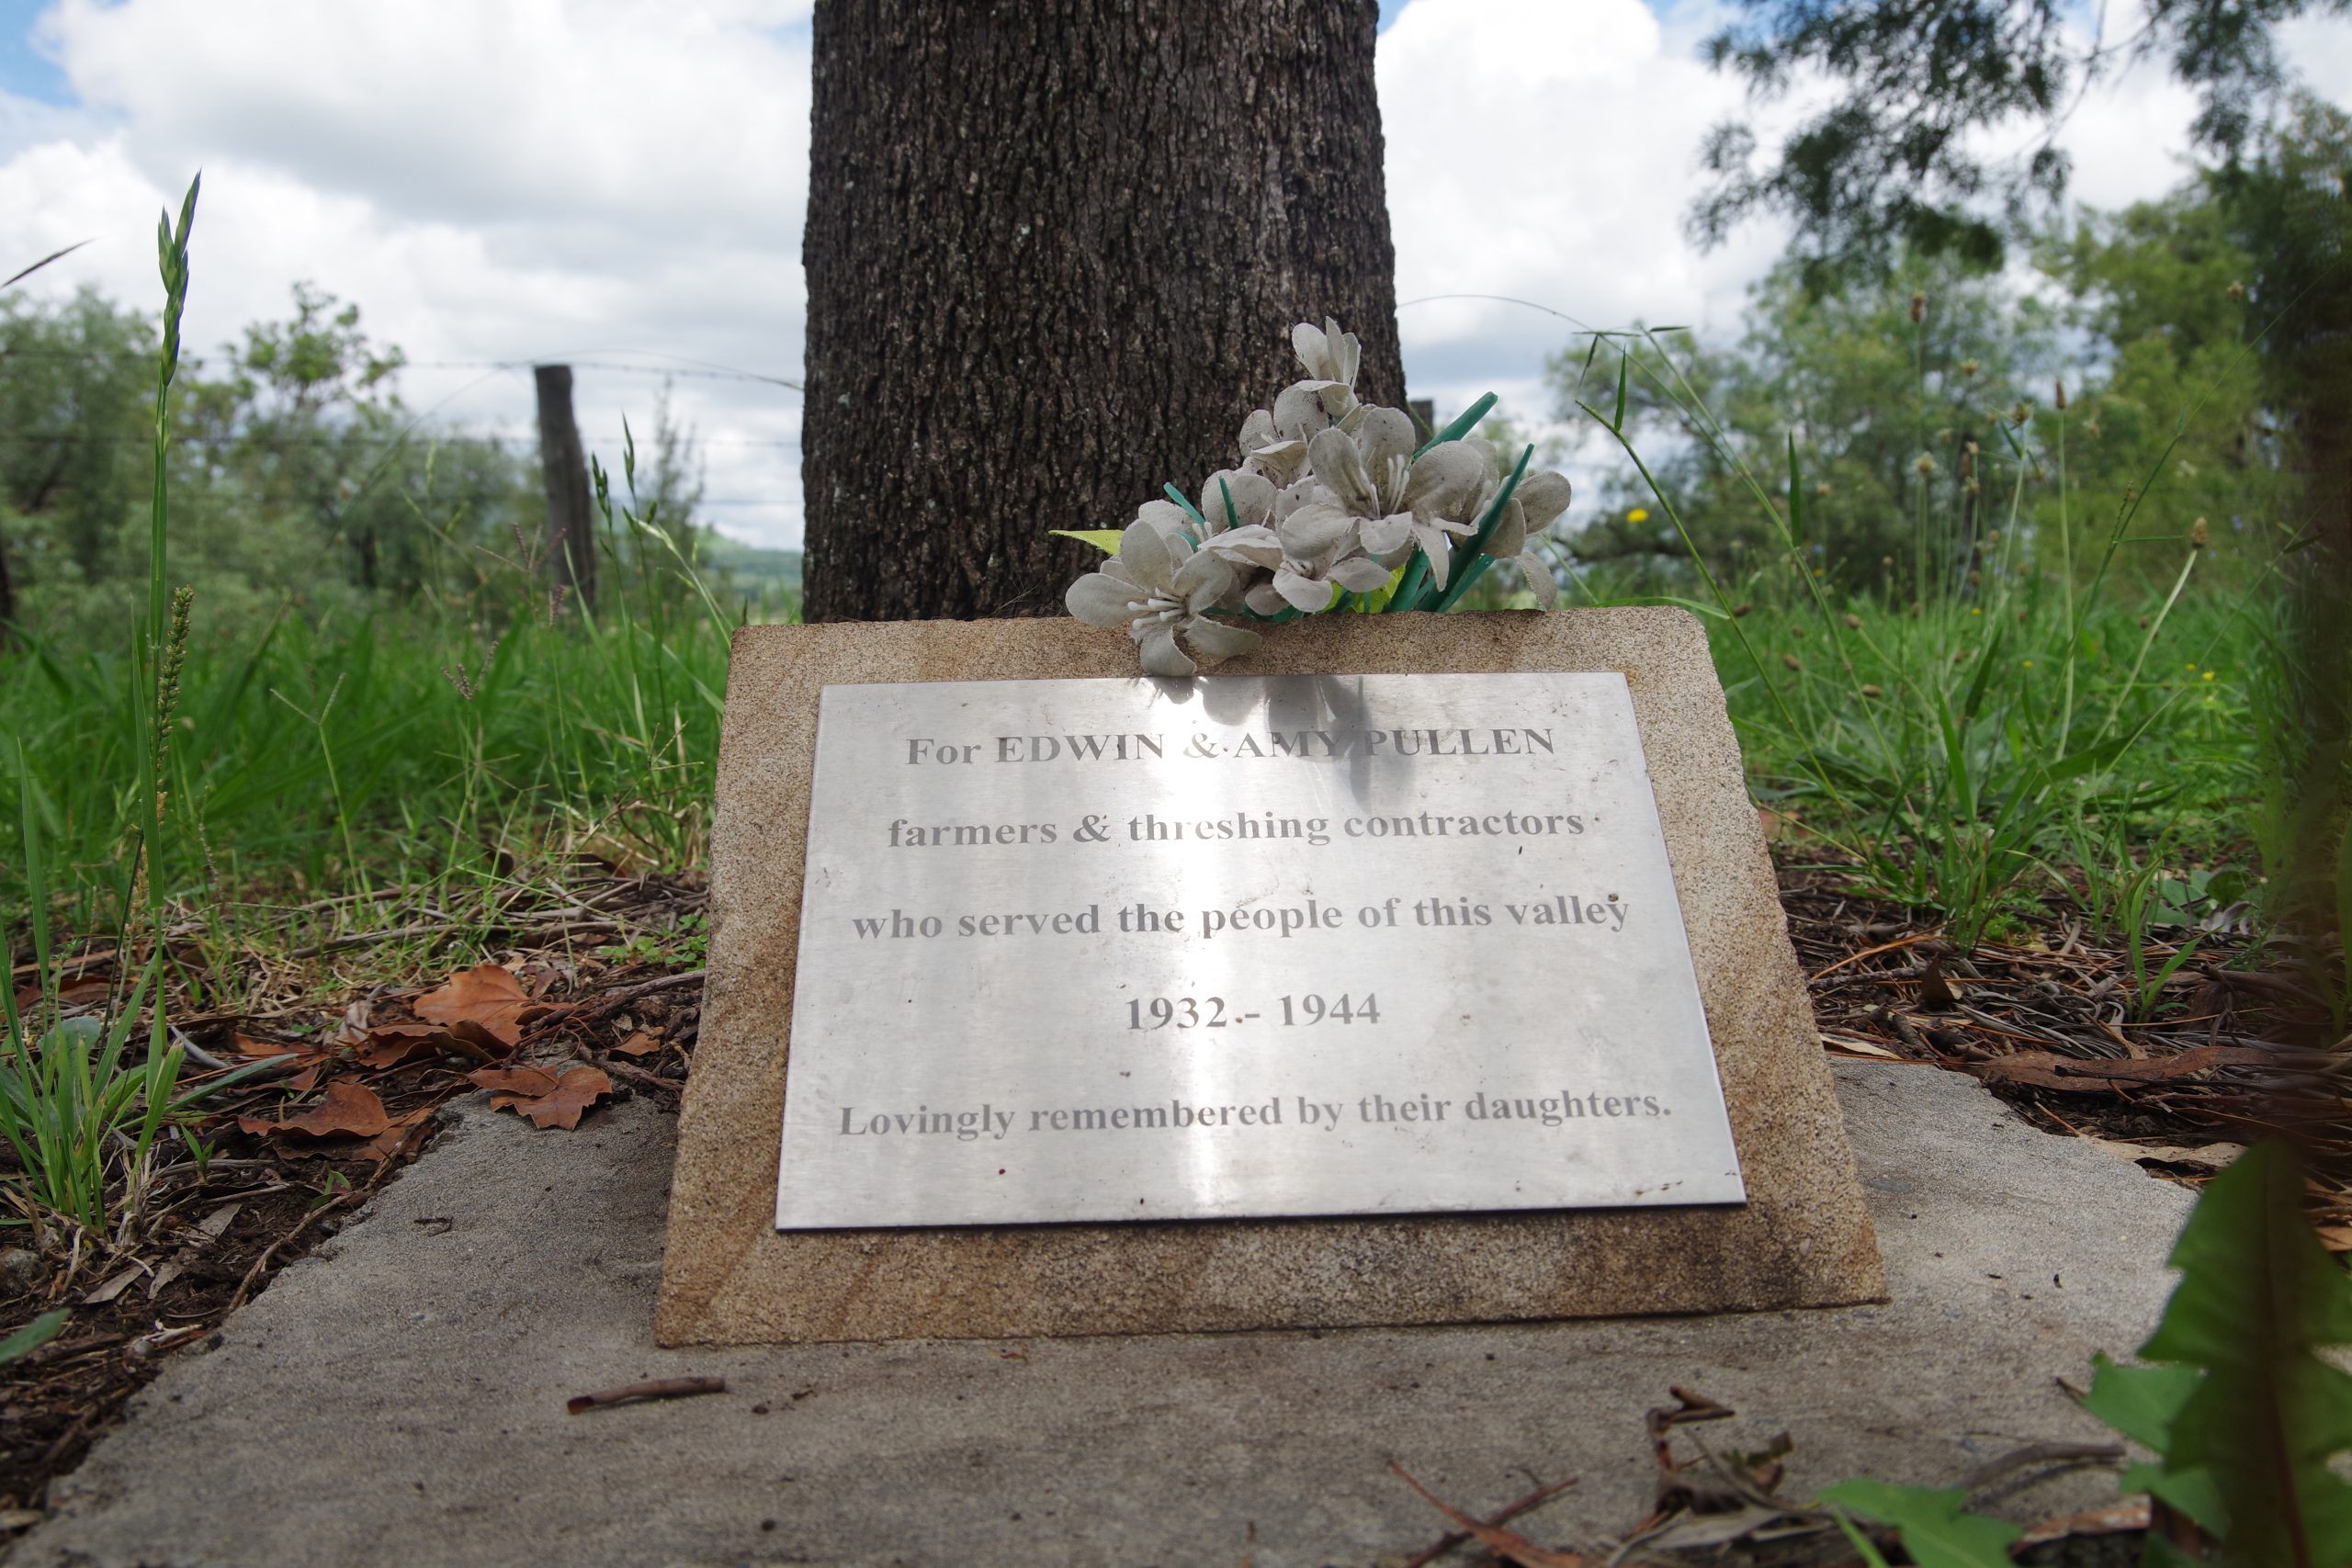 For EDWIN & AMY PULLEN
farmers & threshing contractors
who served the people of this valley
1932 - 1944
Lovingly remembered by their daughters.